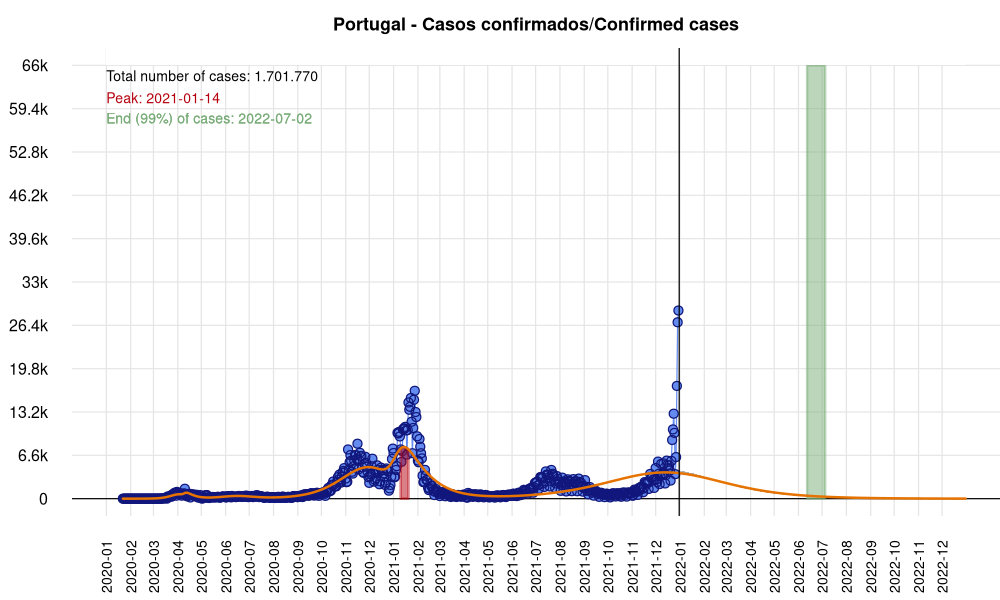 Portugal - Casos confirmados/Confirmed cases
Total number of cases: 1.701.770
Peak: 2021-01-14
End (99%) of cases: 2022-07-02
66k
59.4k
52.8k
46.2k
39.6k
33k
26.4k
19.8k
13.2k
6.6k
0
2020-01
2020-02
2020-03
2020-04
2020-05
2020-06
2020-07
2020-08
2020-09
2020-10
2020-11
2020-12
2021-01
2021-02
2021-03
2021-04
2021-05
2021-06
2021-07
2021-08
2021-09
2021-10
2021-11
2021-12
2022-01
2022-02
2022-03
2022-04
2022-05
2022-06
2022-07
2022-08
2022-09
2022-10
2022-11
2022-12